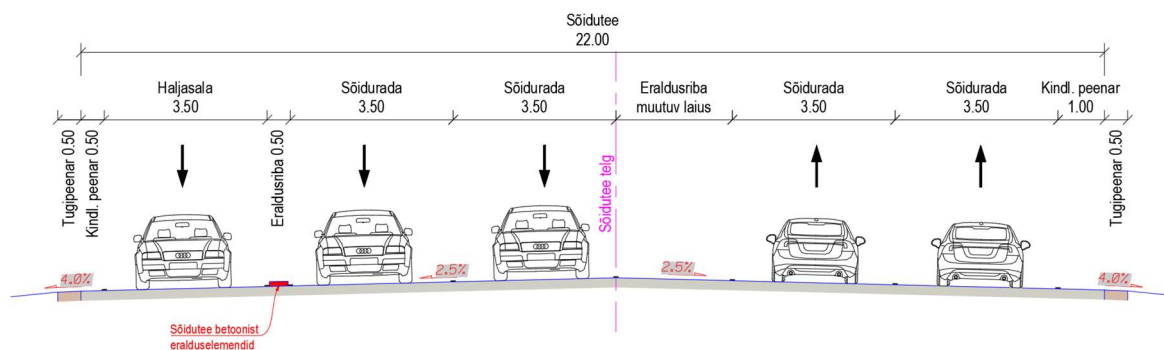 Sõidutee
22.00
Haljasala
3.50
Sõidurada
3.50
Sõidurada
3.50
Eraldusriba
muutuv laius
Sõidurada
3.50
Sõidurada
3.50
Kindl. peenar
1.00
Tugipeenar 0.50
Kindl. peenar 0.50
Eraldusriba 0.50
Sõidutee telg
Tugipeenar 0.50
4.0%
2.5%
2.5%
4.0%
Sõidutee betoonist
eralduselemendid